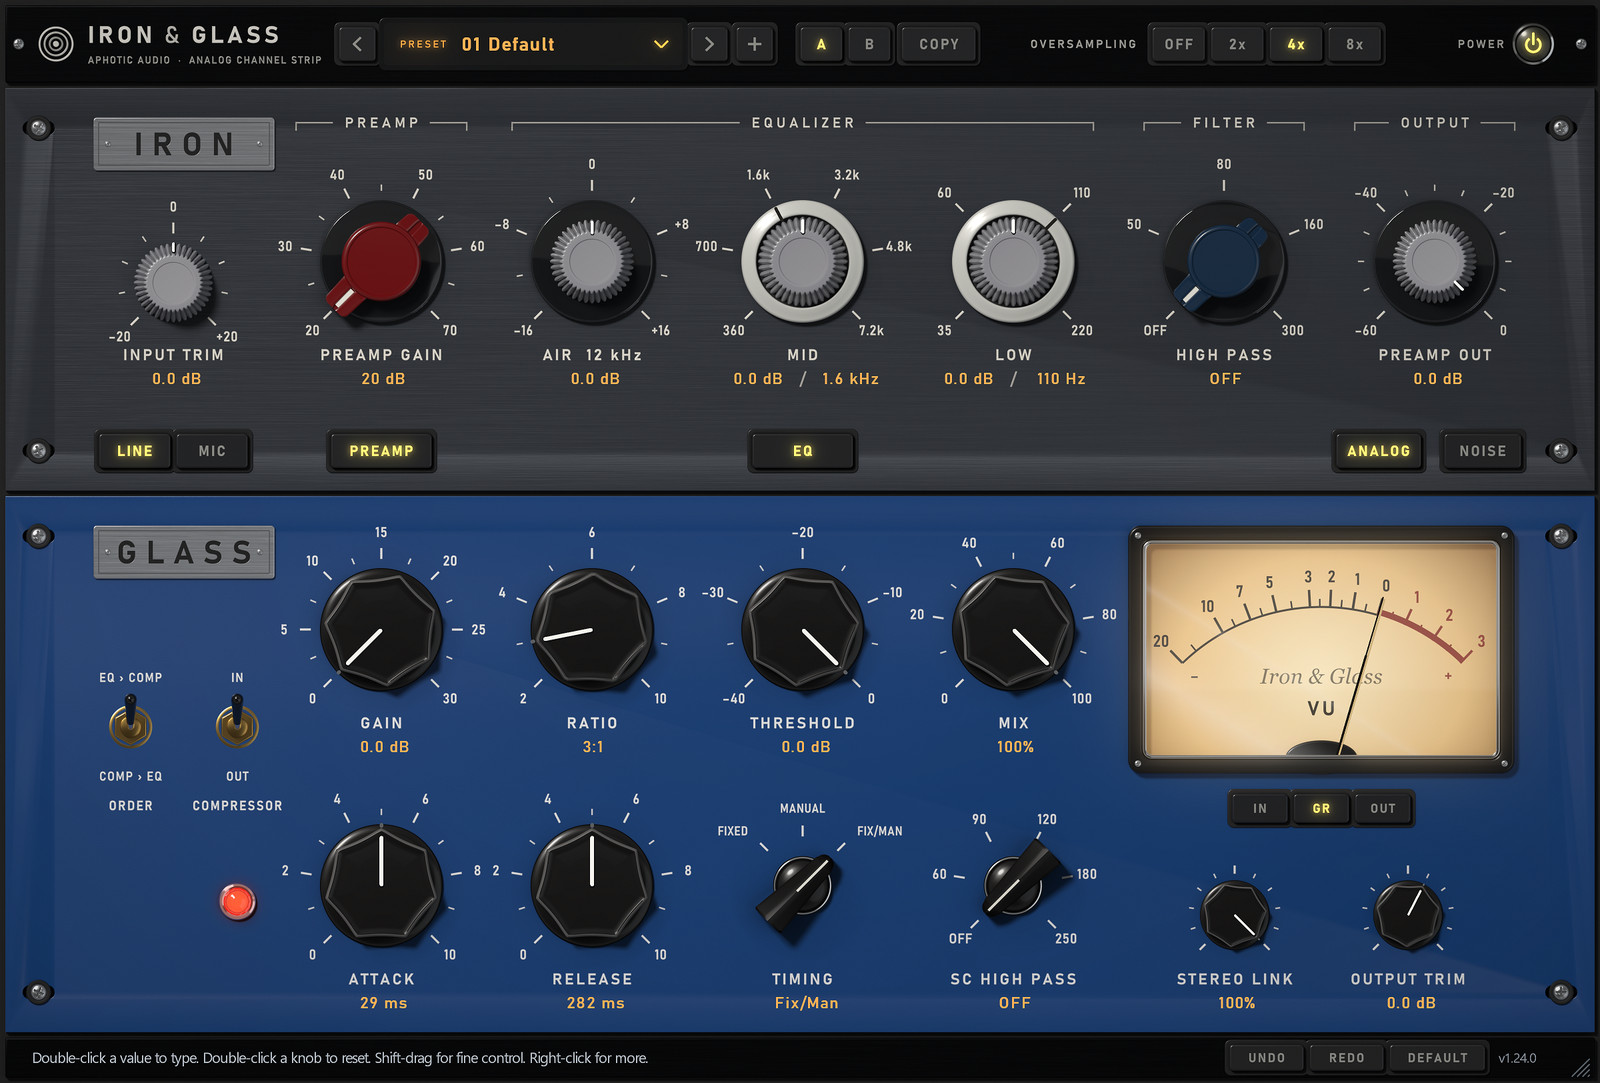 IRON & GLASS
APHOTIC AUDIO · ANALOG CHANNEL STRIP
PRESET 01 Default
A B COPY
OVERSAMPLING OFF 2x 4x 8x
POWER
IRON
PREAMP
EQUALIZER
FILTER
OUTPUT
0
-20 +20
INPUT TRIM
0.0 dB
40 50
30 60
20 70
PREAMP GAIN
20 dB
0
-8 +8
-16 +16
AIR 12 kHz
0.0 dB
1.6k 3.2k
700 4.8k
360 7.2k
MID
0.0 dB / 1.6 kHz
60 110
35 220
LOW
0.0 dB / 110 Hz
80
50 160
OFF 300
HIGH PASS
OFF
-40 -20
-60 0
PREAMP OUT
0.0 dB
LINE MIC
PREAMP
EQ
ANALOG NOISE
GLASS
EQ › COMP
COMP › EQ
ORDER
IN
OUT
COMPRESSOR
15
10 20
5 25
0 30
GAIN
0.0 dB
6
4 8
2 10
RATIO
3:1
-20
-30 -10
-40 0
THRESHOLD
0.0 dB
40 60
20 80
0 100
MIX
100%
20 10 7 5 3 2 1 0 1 2 3
- +
Iron & Glass
VU
IN GR OUT
4 6
2 8
0 10
ATTACK
29 ms
4 6
2 8
0 10
RELEASE
282 ms
MANUAL
FIXED FIX/MAN
TIMING
Fix/Man
90 120
60 180
OFF 250
SC HIGH PASS
OFF
STEREO LINK
100%
OUTPUT TRIM
0.0 dB
Double-click a value to type. Double-click a knob to reset. Shift-drag for fine control. Right-click for more.
UNDO REDO DEFAULT v1.24.0